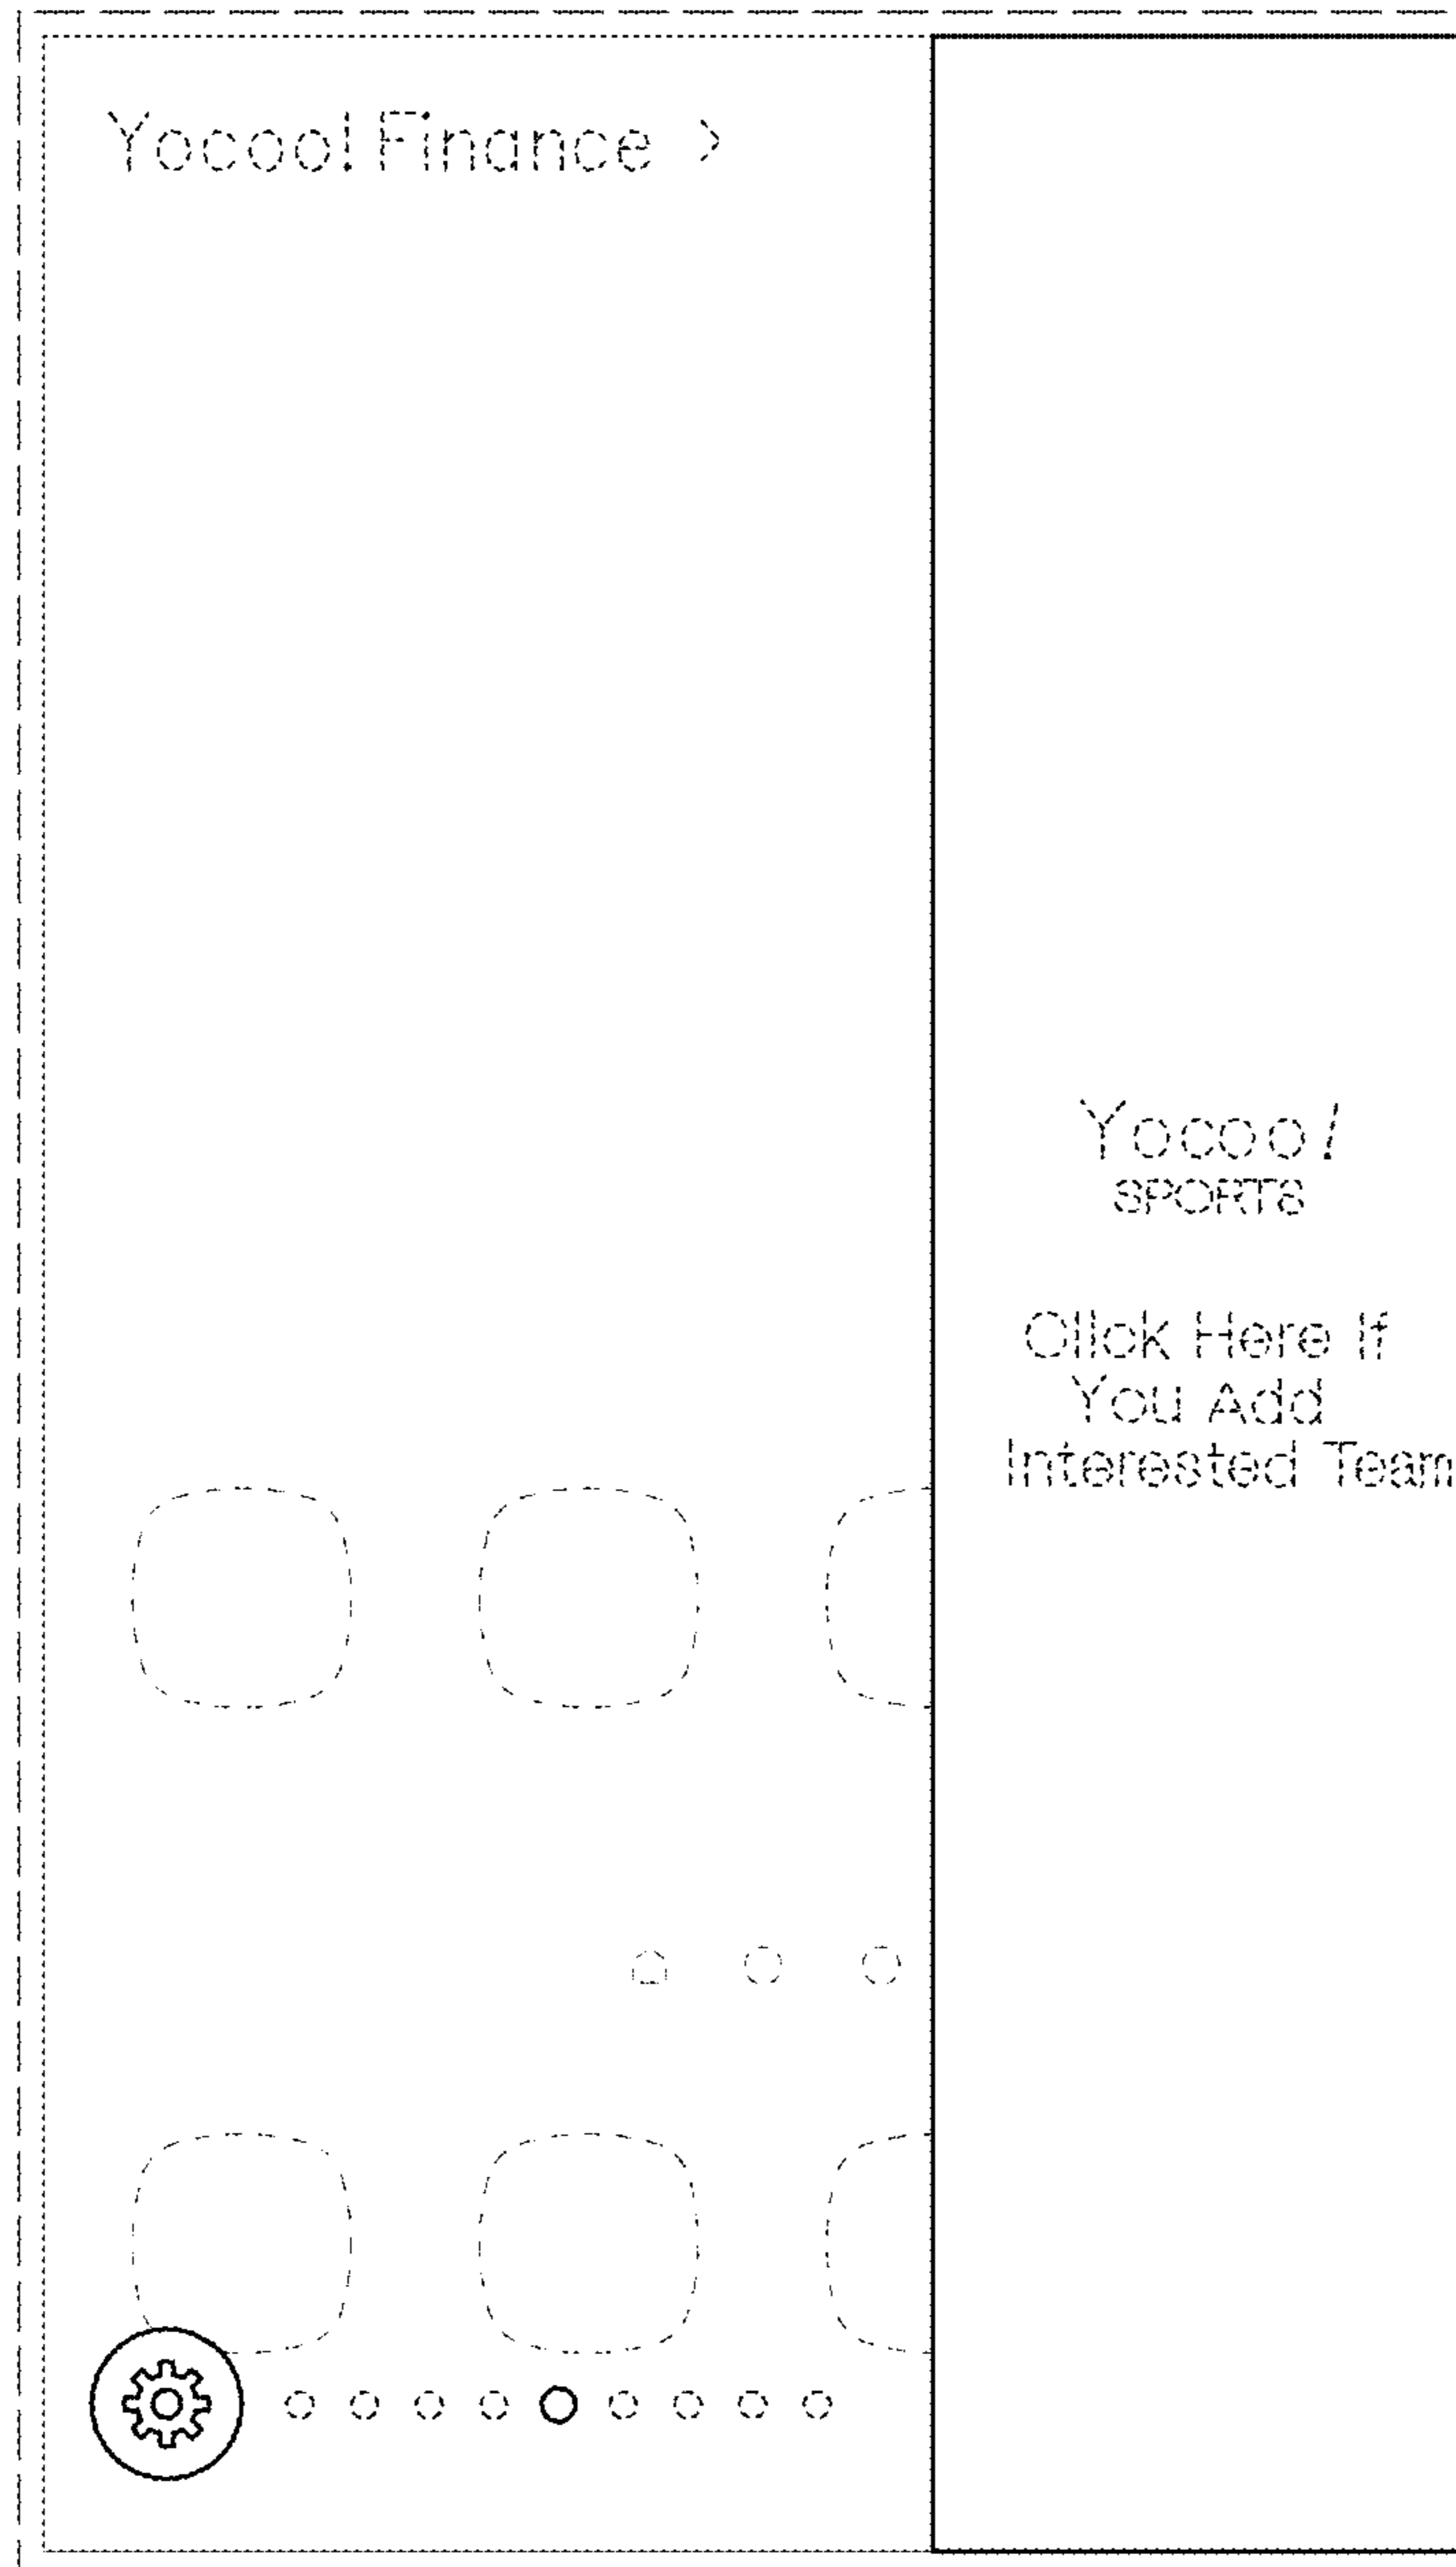 Yocoo! Finance >
Yocoo!
SPORTS
Click Here If
You Add
Interested Team